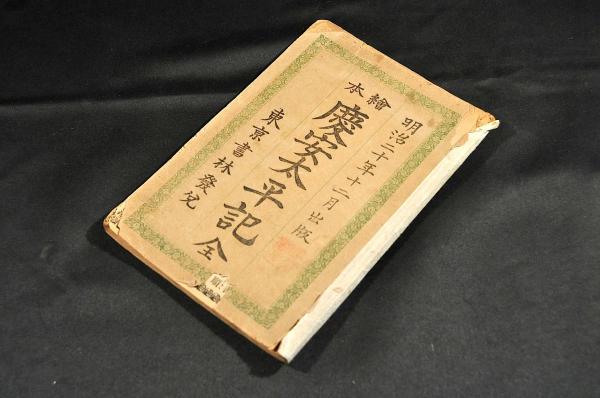 明治二十年十二月出版
繪本
慶安太平記 全
東京書林發兌